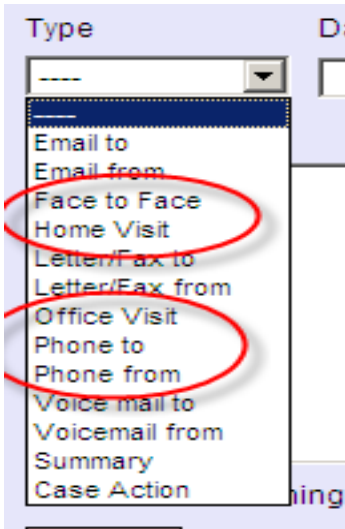 Type
D
----
----
Email to
Email from
Face to Face
Home Visit
Letter/Fax to
Letter/Fax from
Office Visit
Phone to
Phone from
Voice mail to
Voicemail from
Summary
Case Action
ning